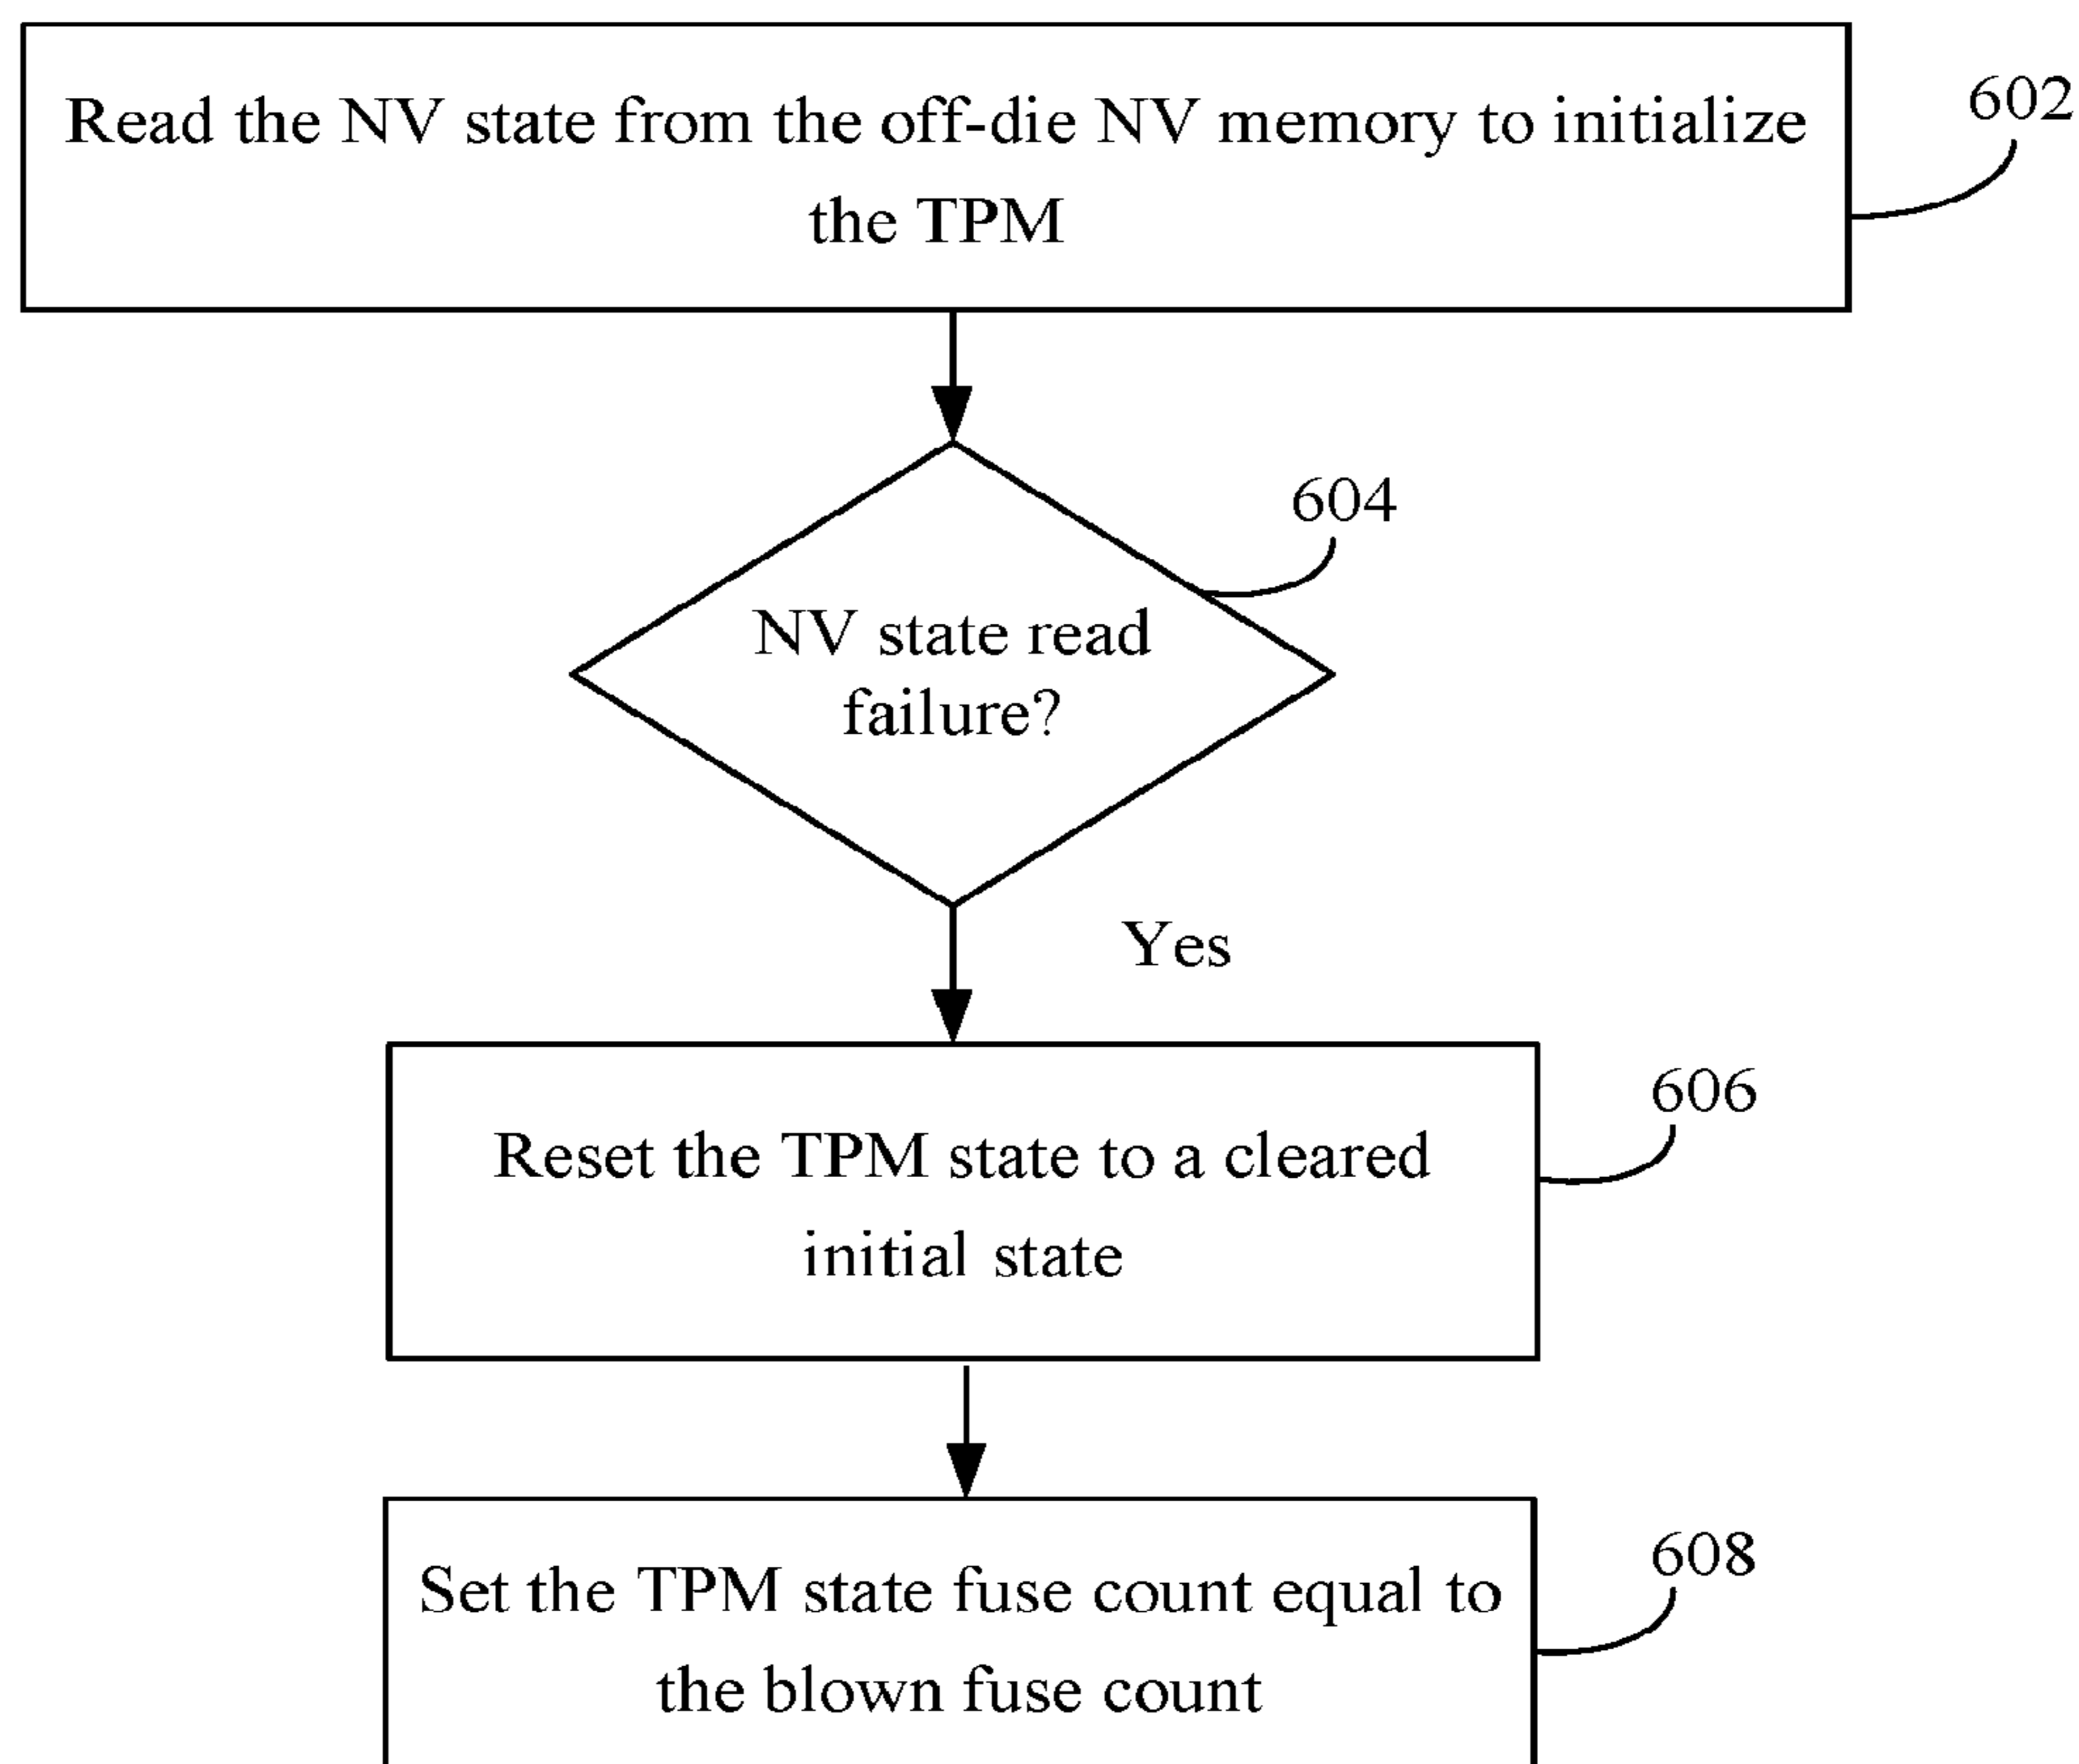 Read the NV state from the off-die NV memory to initialize
the TPM
602
604
NV state read
failure?
Yes
606
Reset the TPM state to a cleared
initial state
608
Set the TPM state fuse count equal to
the blown fuse count